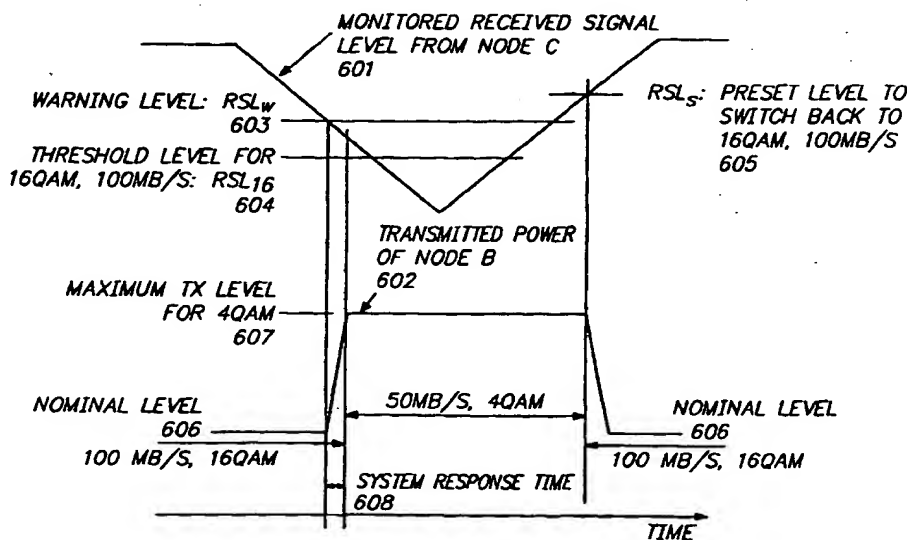 MONITORED RECEIVED SIGNAL
LEVEL FROM NODE C
601
WARNING LEVEL: RSLw
603
RSLs: PRESET LEVEL TO
SWITCH BACK TO
16QAM, 100MB/S
605
THRESHOLD LEVEL FOR
16QAM, 100MB/S: RSL16
604
TRANSMITTED POWER
OF NODE B
602
MAXIMUM TX LEVEL
FOR 4QAM
607
50MB/S, 4QAM
NOMINAL LEVEL
606
100 MB/S, 16QAM
NOMINAL LEVEL
606
100 MB/S, 16QAM
SYSTEM RESPONSE TIME
608
TIME